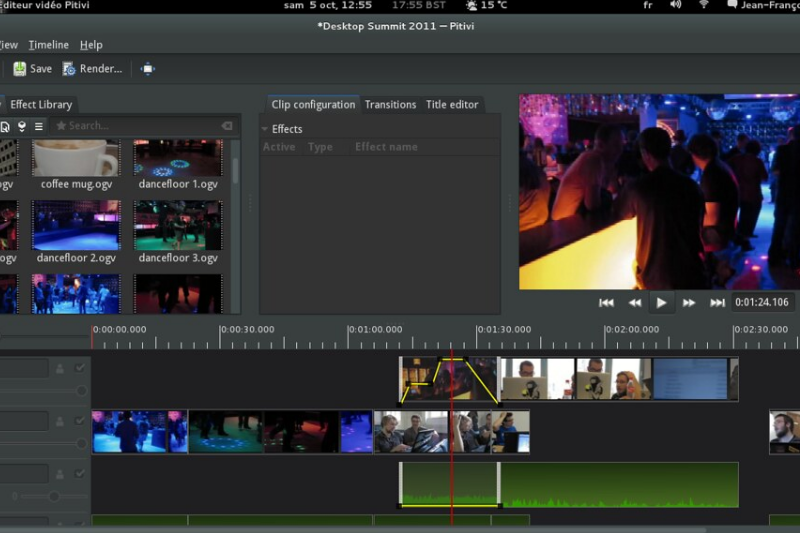 Éditeur vidéo Pitivi sam 5 oct, 12:55 17:55 BST 15 °C fr Jean-Franço
*Desktop Summit 2011 — Pitivi
View Timeline Help
Save Render...
Effect Library Clip configuration Transitions Title editor
Search... Effects
Active Type Effect name
ogv coffee mug.ogv dancefloor 1.ogv
ogv dancefloor 2.ogv dancefloor 3.ogv
0:01:24.106
0:00:00.000 0:00:30.000 0:01:00.000 0:01:30.000 0:02:00.000 0:02:30.000
0